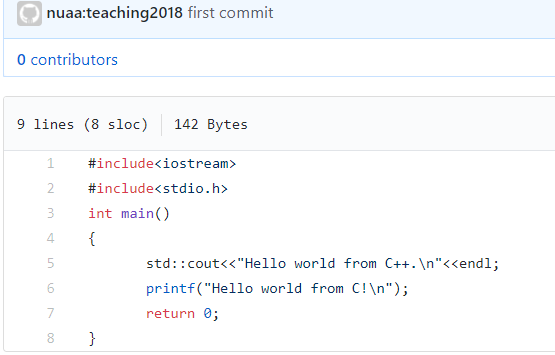 nuaa:teaching2018 first commit
0 contributors
9 lines (8 sloc) 142 Bytes
1 #include<iostream>
2 #include<stdio.h>
3 int main()
4 {
5 std::cout<<"Hello world from C++.\n"<<endl;
6 printf("Hello world from C!\n");
7 return 0;
8 }